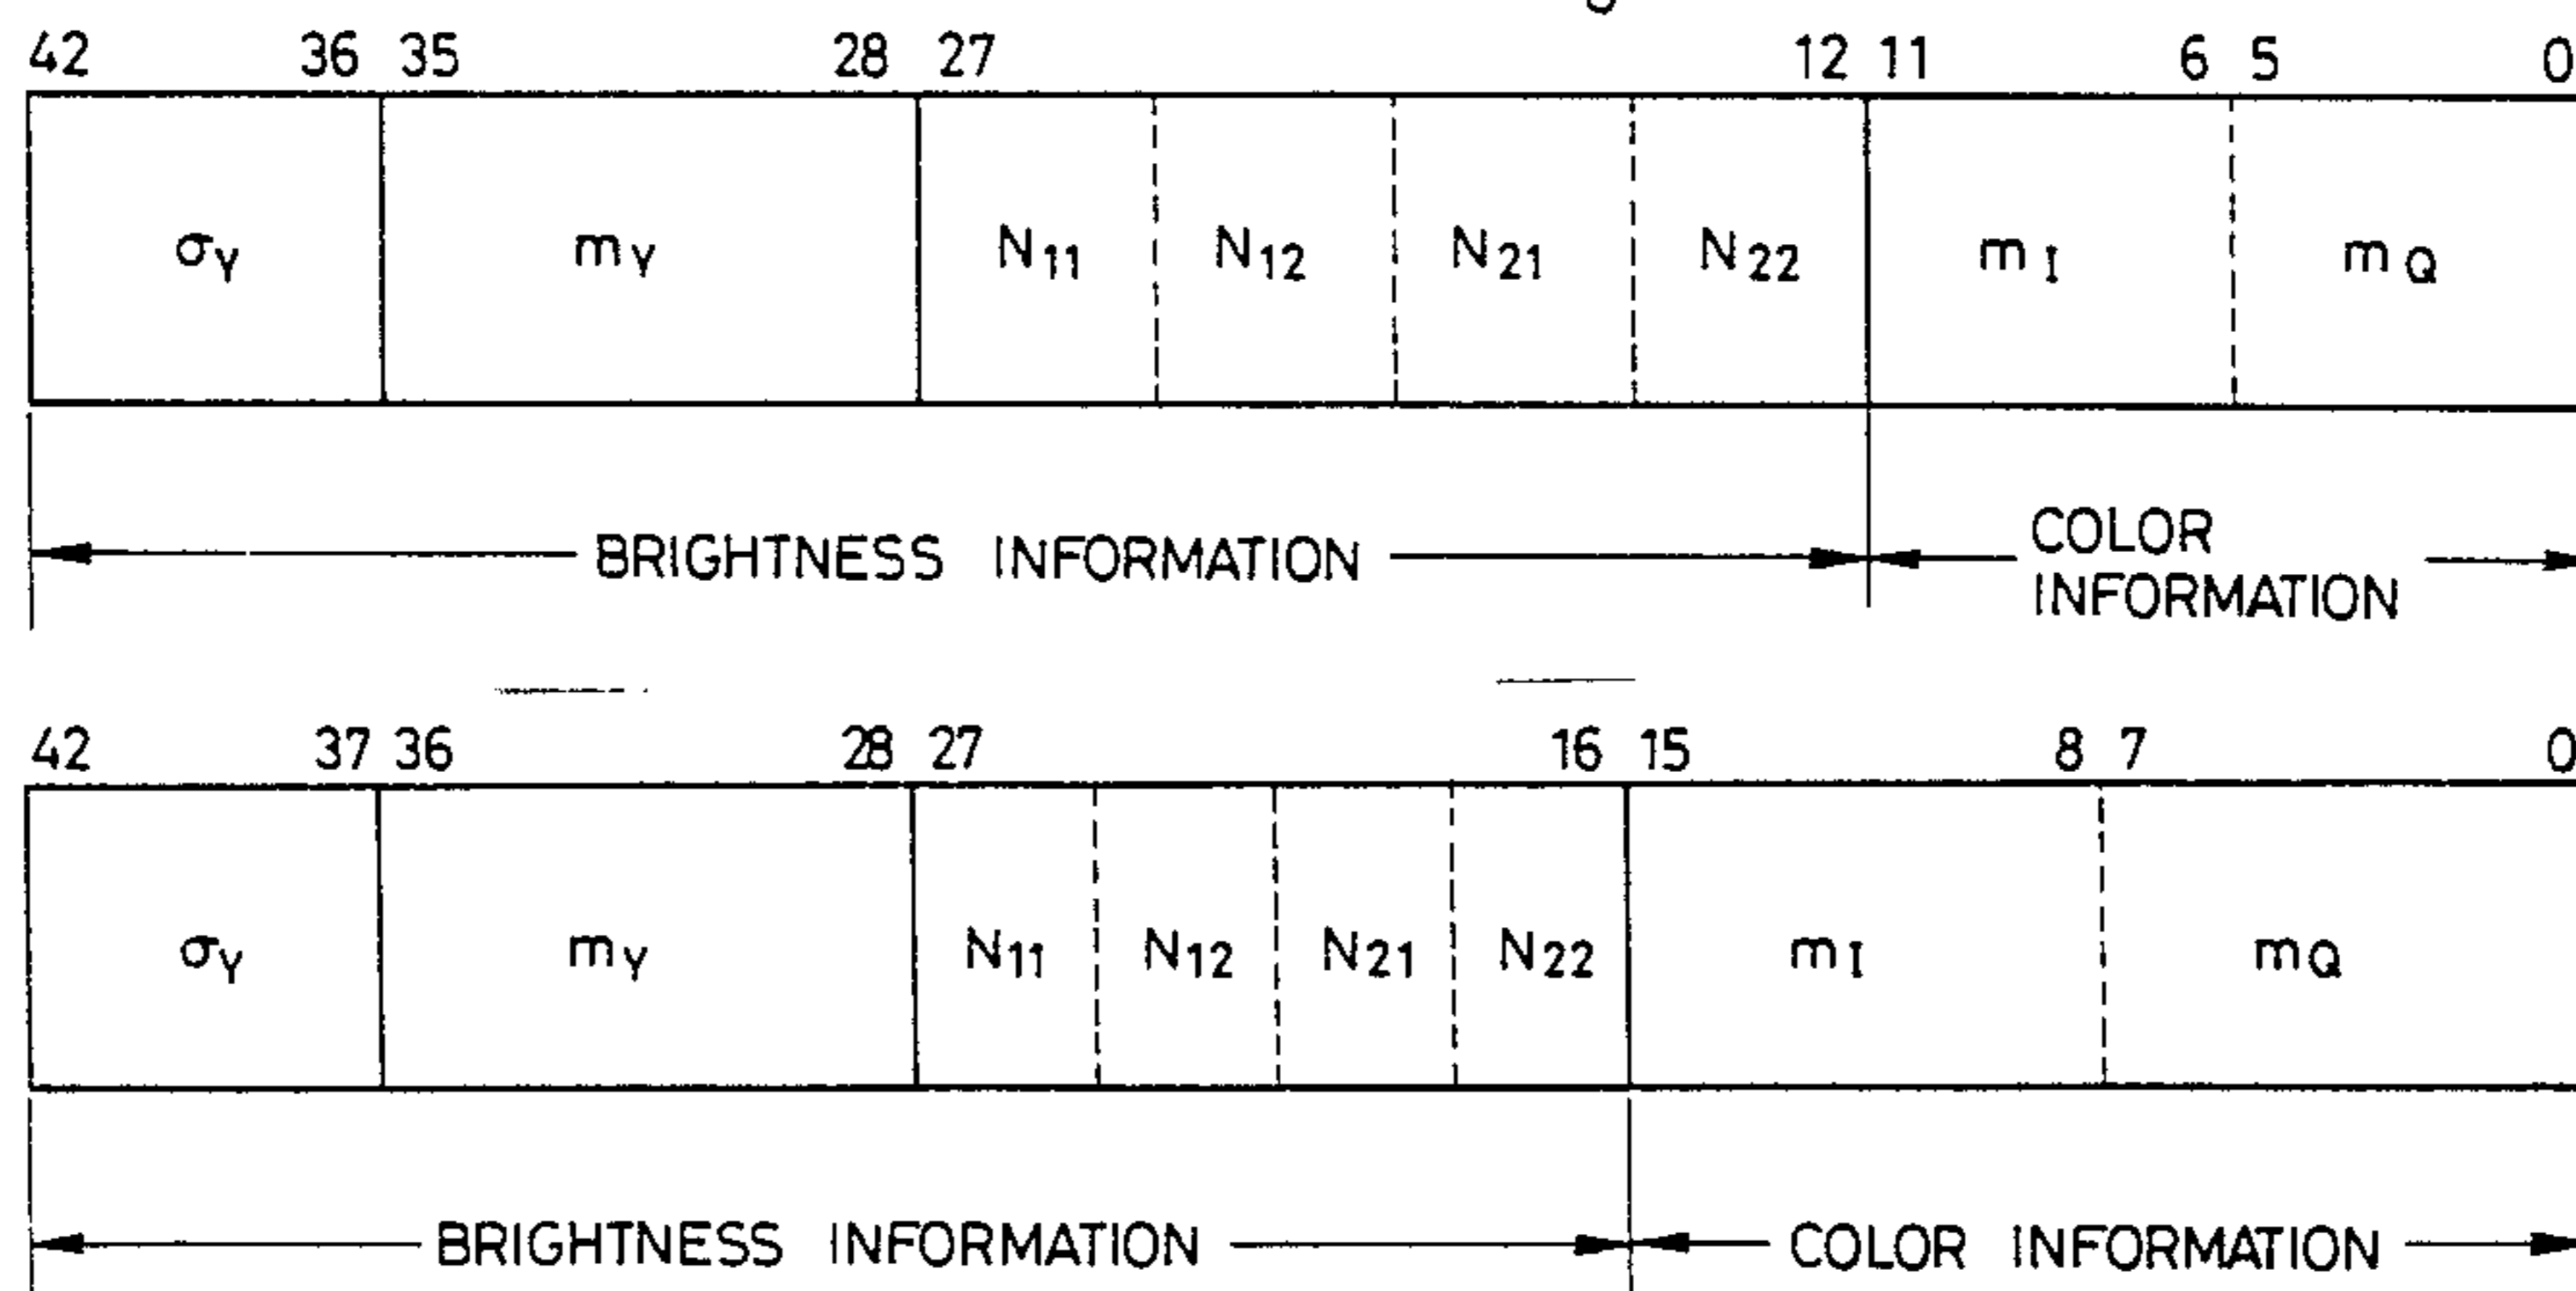 42 36 35 28 27 12 11 6 5 0
σY mY N11 N12 N21 N22 mI mQ
BRIGHTNESS INFORMATION
COLOR
INFORMATION
42 37 36 28 27 16 15 8 7 0
σY mY N11 N12 N21 N22 mI mQ
BRIGHTNESS INFORMATION COLOR INFORMATION